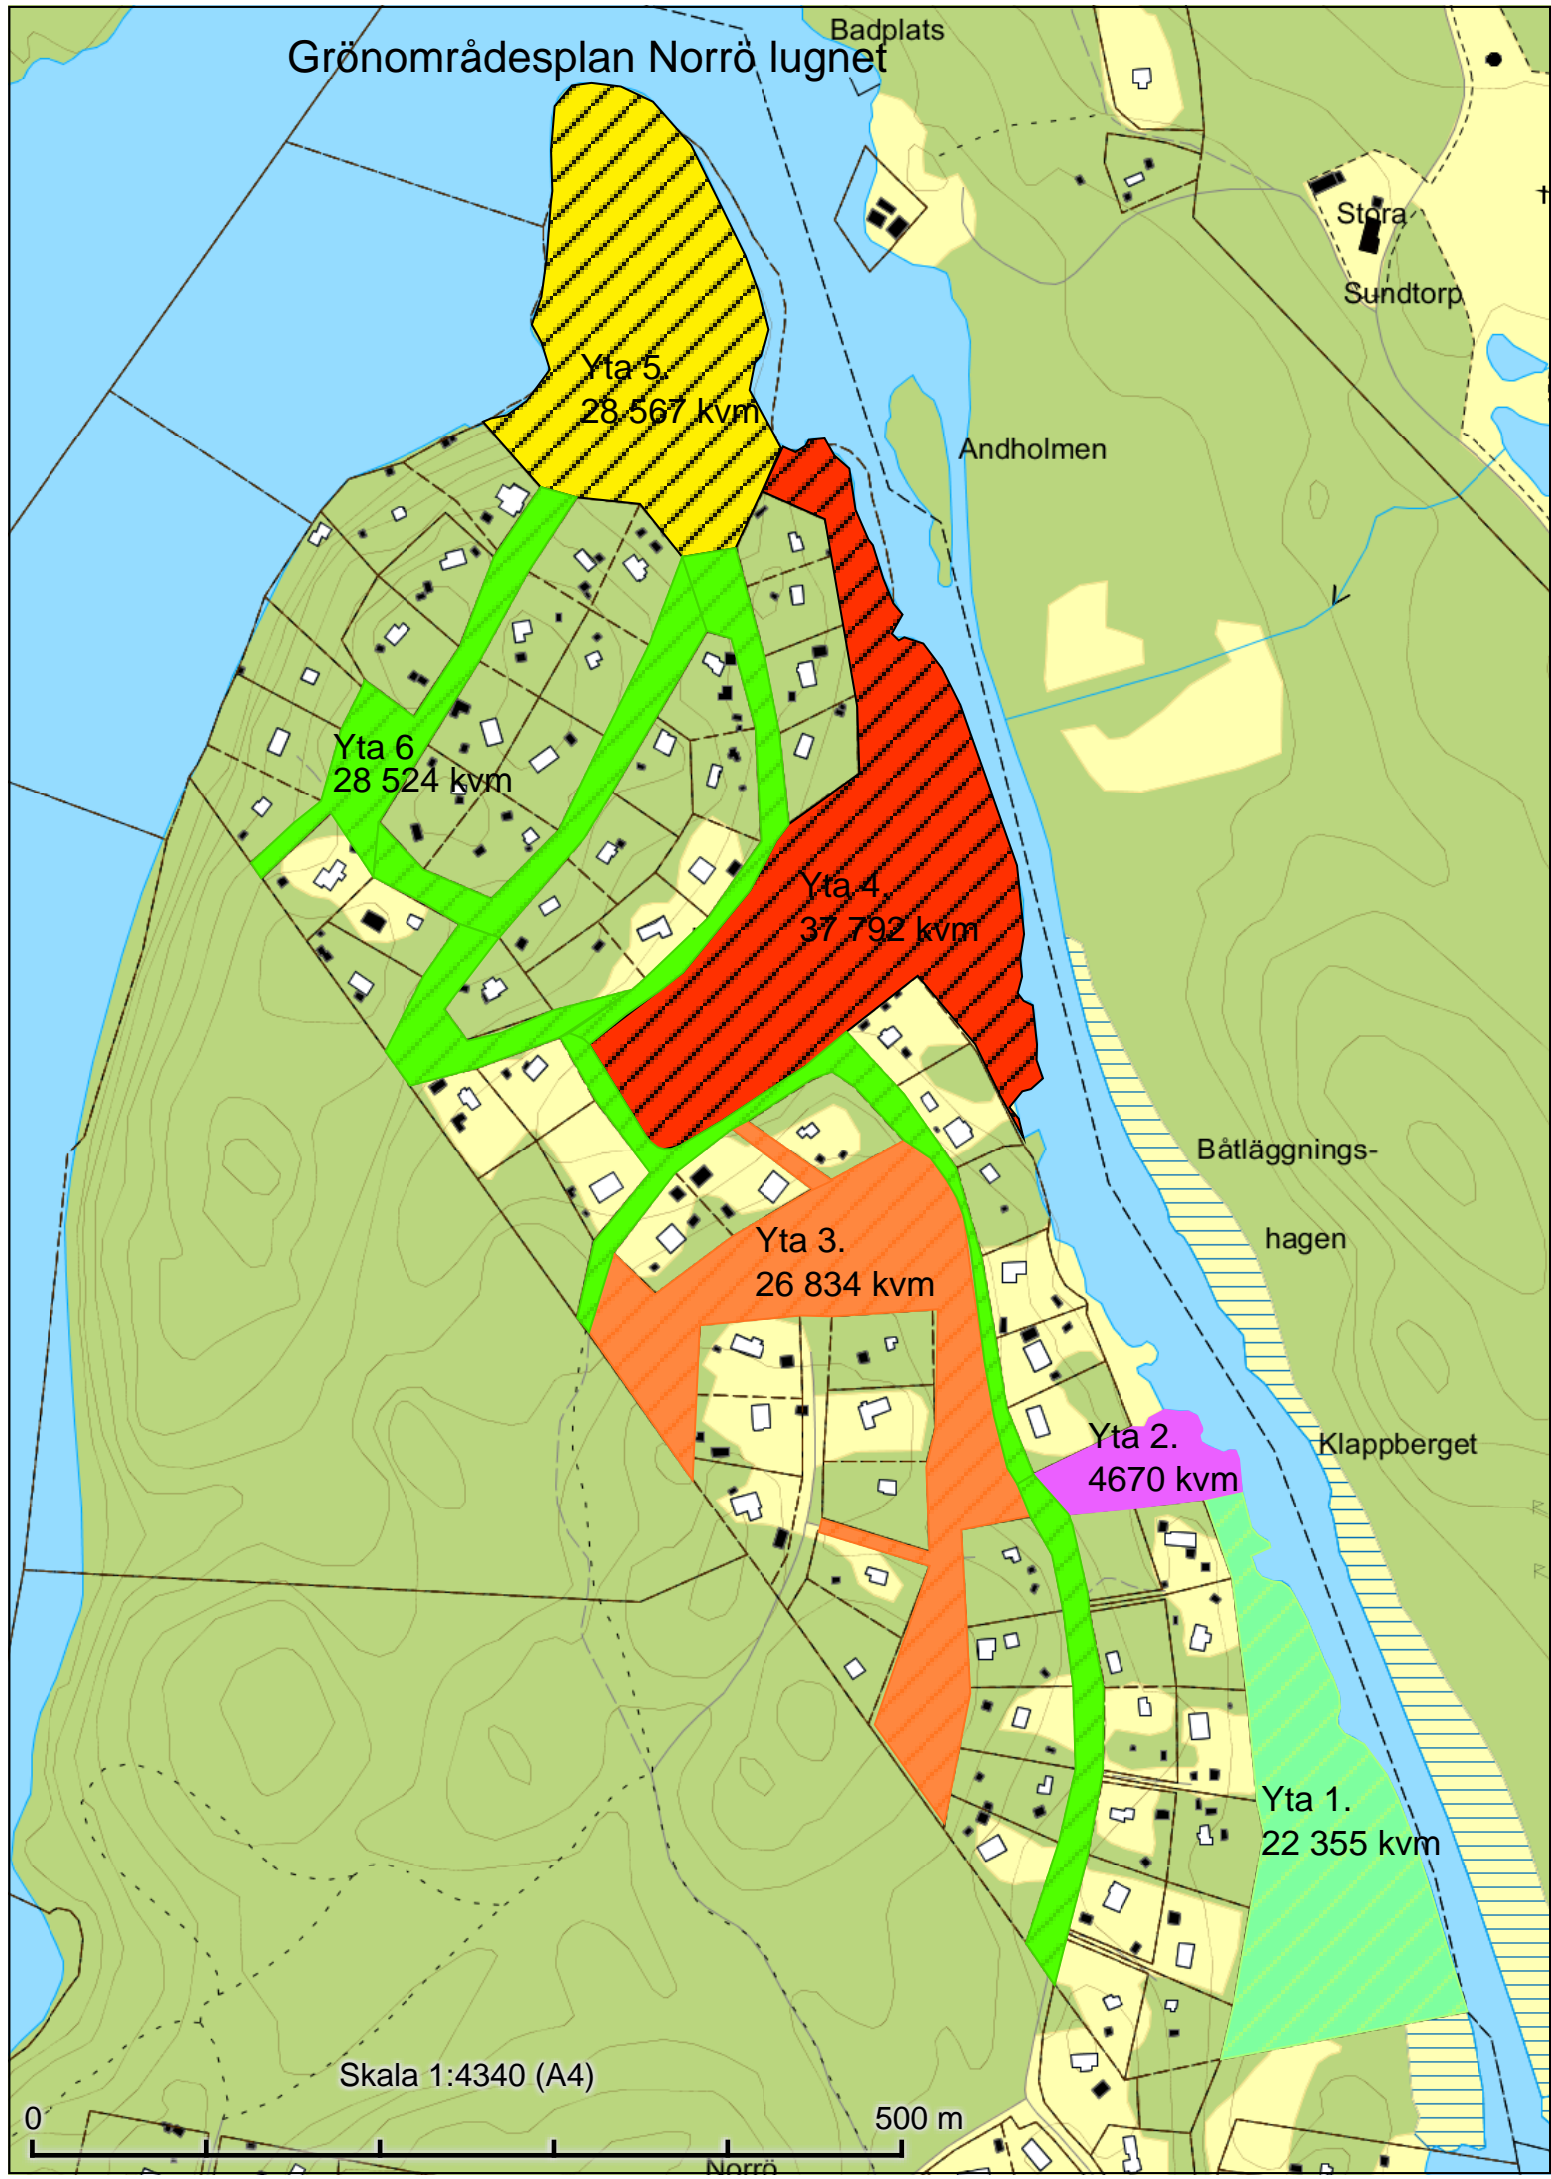 Badplats
Grönområdesplan Norrö lugnet
Stora
Sundtorp
Yta 5.
28 567 kvm
Andholmen
Yta 6
28 524 kvm
Yta 4.
37 792 kvm
Båtläggnings-
hagen
Yta 3.
26 834 kvm
Yta 2.
4670 kvm
Klappberget
Yta 1.
22 355 kvm
Skala 1:4340 (A4)
0
500 m
Norrö